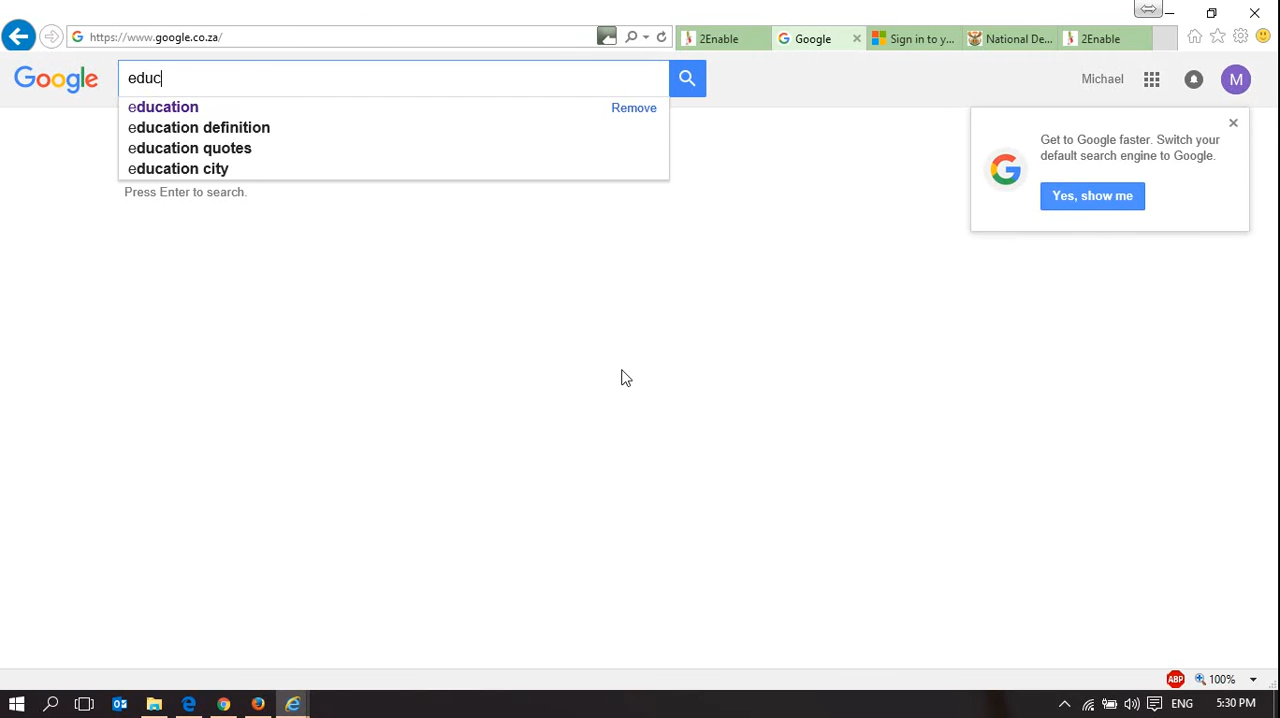 https://www.google.co.za/
2Enable
Google
Sign in to y...
National De...
2Enable
Google
educ
Michael
M
education
Remove
education definition
education quotes
education city
Press Enter to search.
Get to Google faster. Switch your
default search engine to Google.
Yes, show me
ABP
100%
ENG
5:30 PM